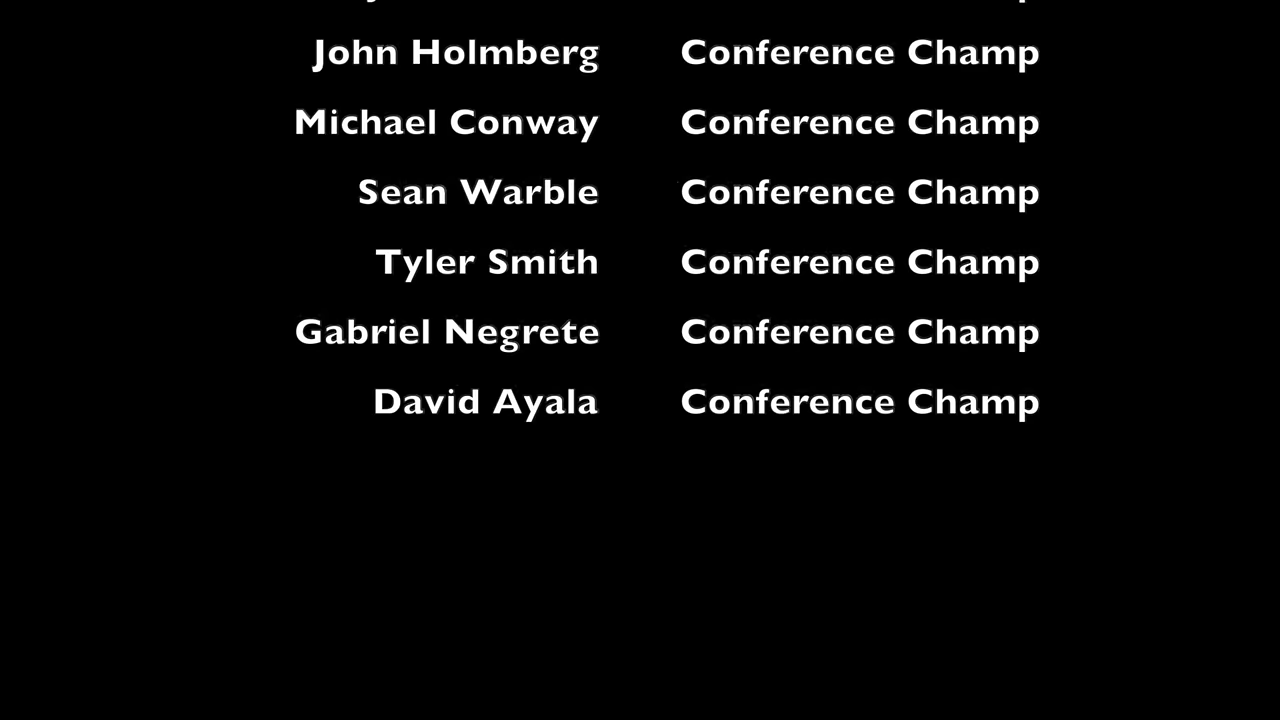 John Holmberg Conference Champ
Michael Conway Conference Champ
Sean Warble Conference Champ
Tyler Smith Conference Champ
Gabriel Negrete Conference Champ
David Ayala Conference Champ